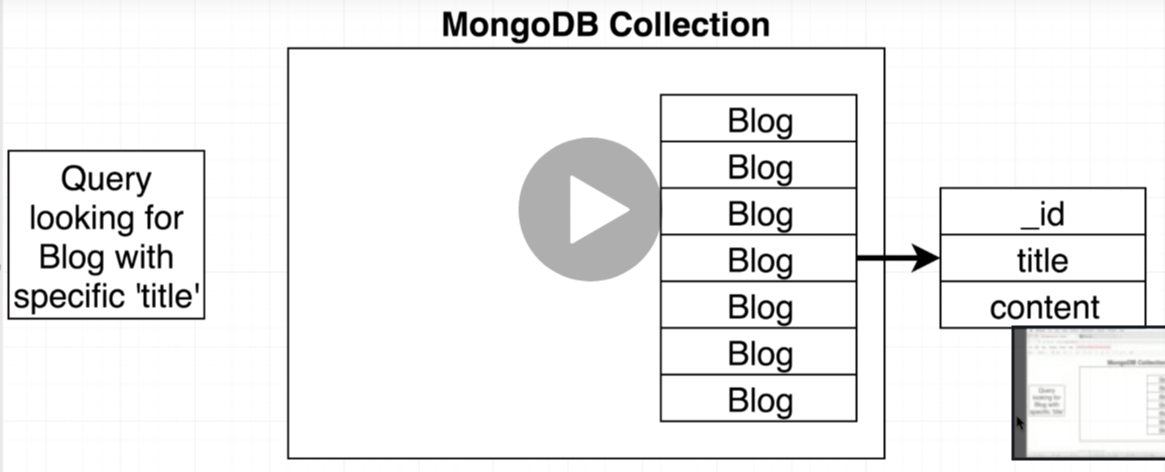 MongoDB Collection
Query
looking for
Blog with
specific 'title'
Blog
Blog
Blog
Blog
Blog
Blog
Blog
_id
title
content
MongoDB Collection
Query
looking for
Blog with
specific 'title'